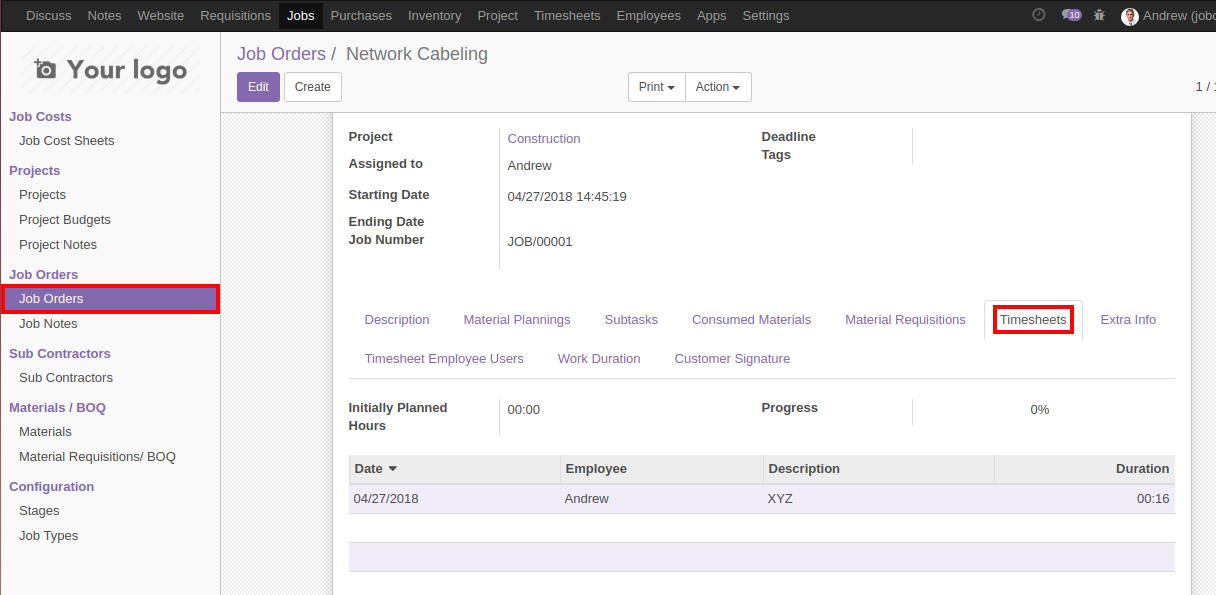 Discuss Notes Website Requisitions Jobs Purchases Inventory Project Timesheets Employees Apps Settings 10 Andrew (jobc
Your logo
Job Orders / Network Cabeling
Edit Create Print Action 1 /
Job Costs
Job Cost Sheets
Projects
Projects
Project Budgets
Project Notes
Job Orders
Job Orders
Job Notes
Sub Contractors
Sub Contractors
Materials / BOQ
Materials
Material Requisitions/ BOQ
Configuration
Stages
Job Types
Project Construction Deadline
Tags
Assigned to Andrew
Starting Date 04/27/2018 14:45:19
Ending Date
Job Number JOB/00001
Description Material Plannings Subtasks Consumed Materials Material Requisitions Timesheets Extra Info
Timesheet Employee Users Work Duration Customer Signature
Initially Planned Hours 00:00 Progress 0%
Date Employee Description Duration
04/27/2018 Andrew XYZ 00:16